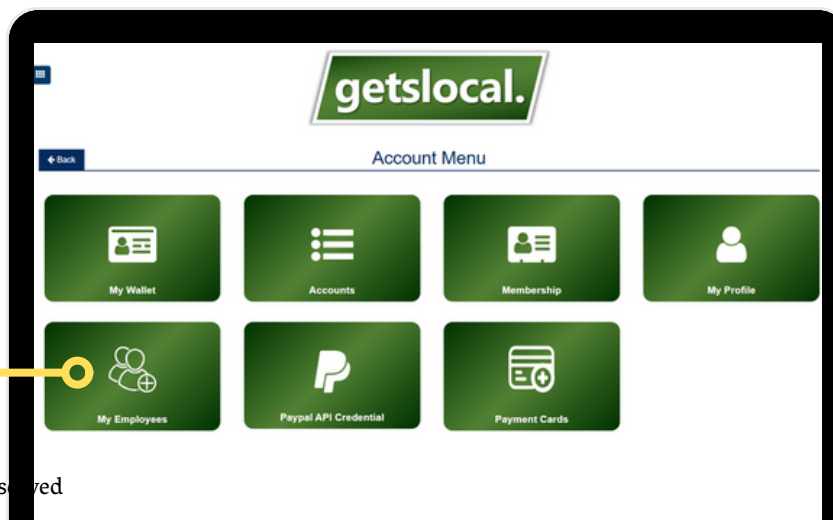 getslocal.
Back
Account Menu
My Wallet
Accounts
Membership
My Profile
My Employees
Paypal API Credential
Payment Cards